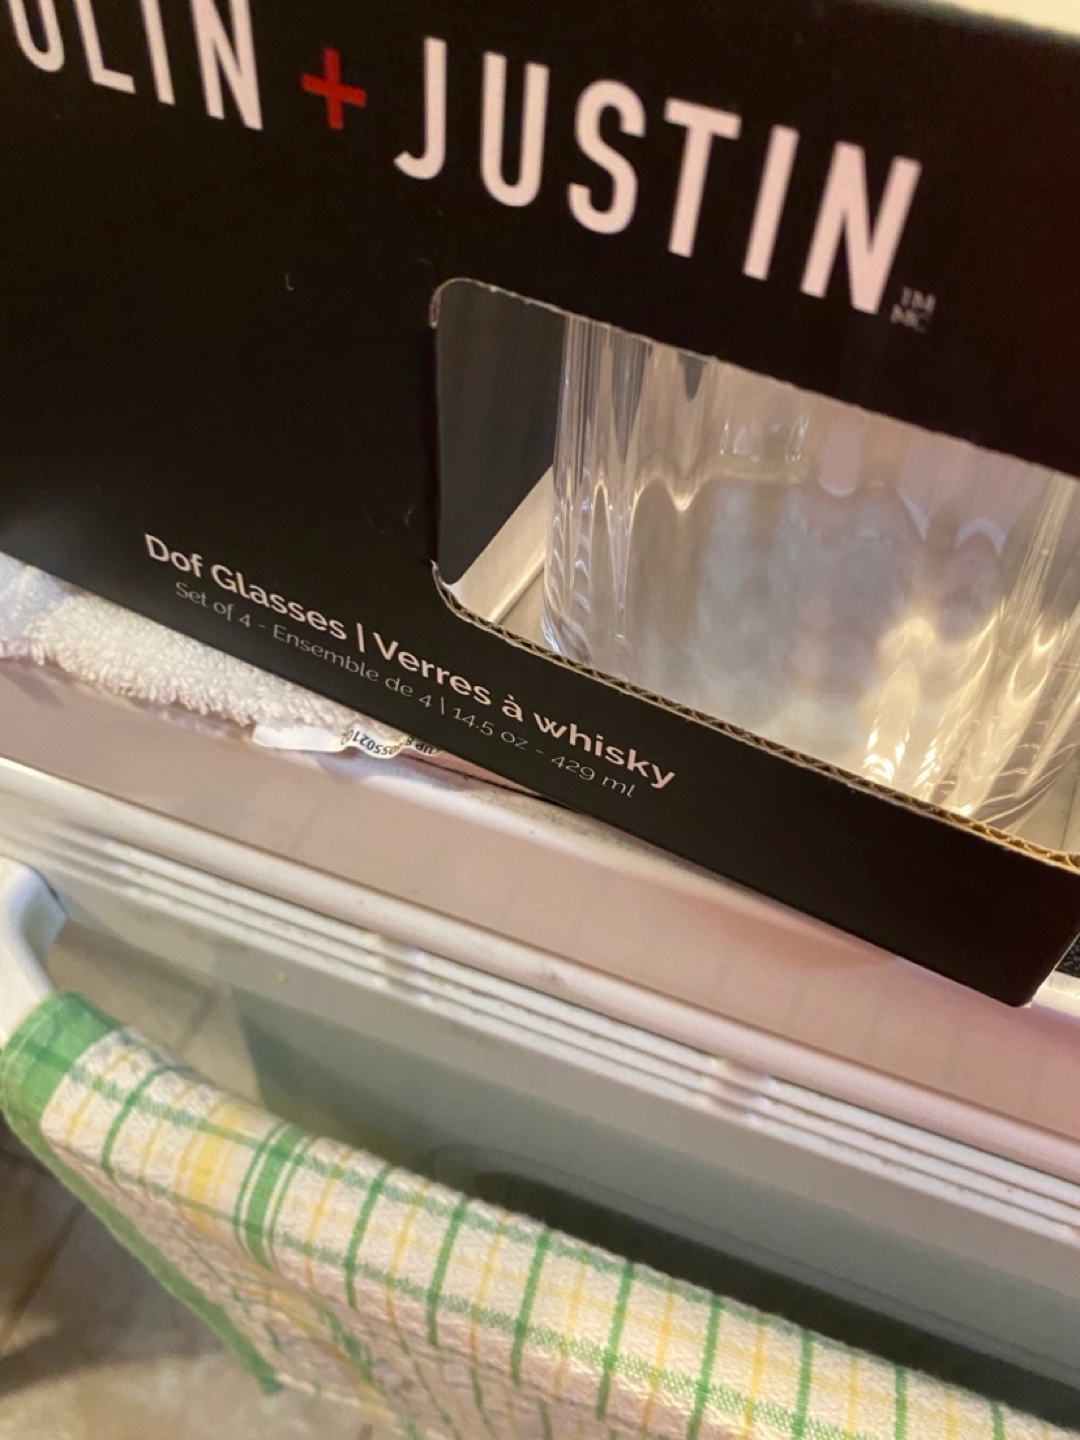 OLIN + JUSTIN
TM
MC
Dof Glasses | Verres à whisky
Set of 4 - Ensemble de 4 | 14.5 oz - 429 ml